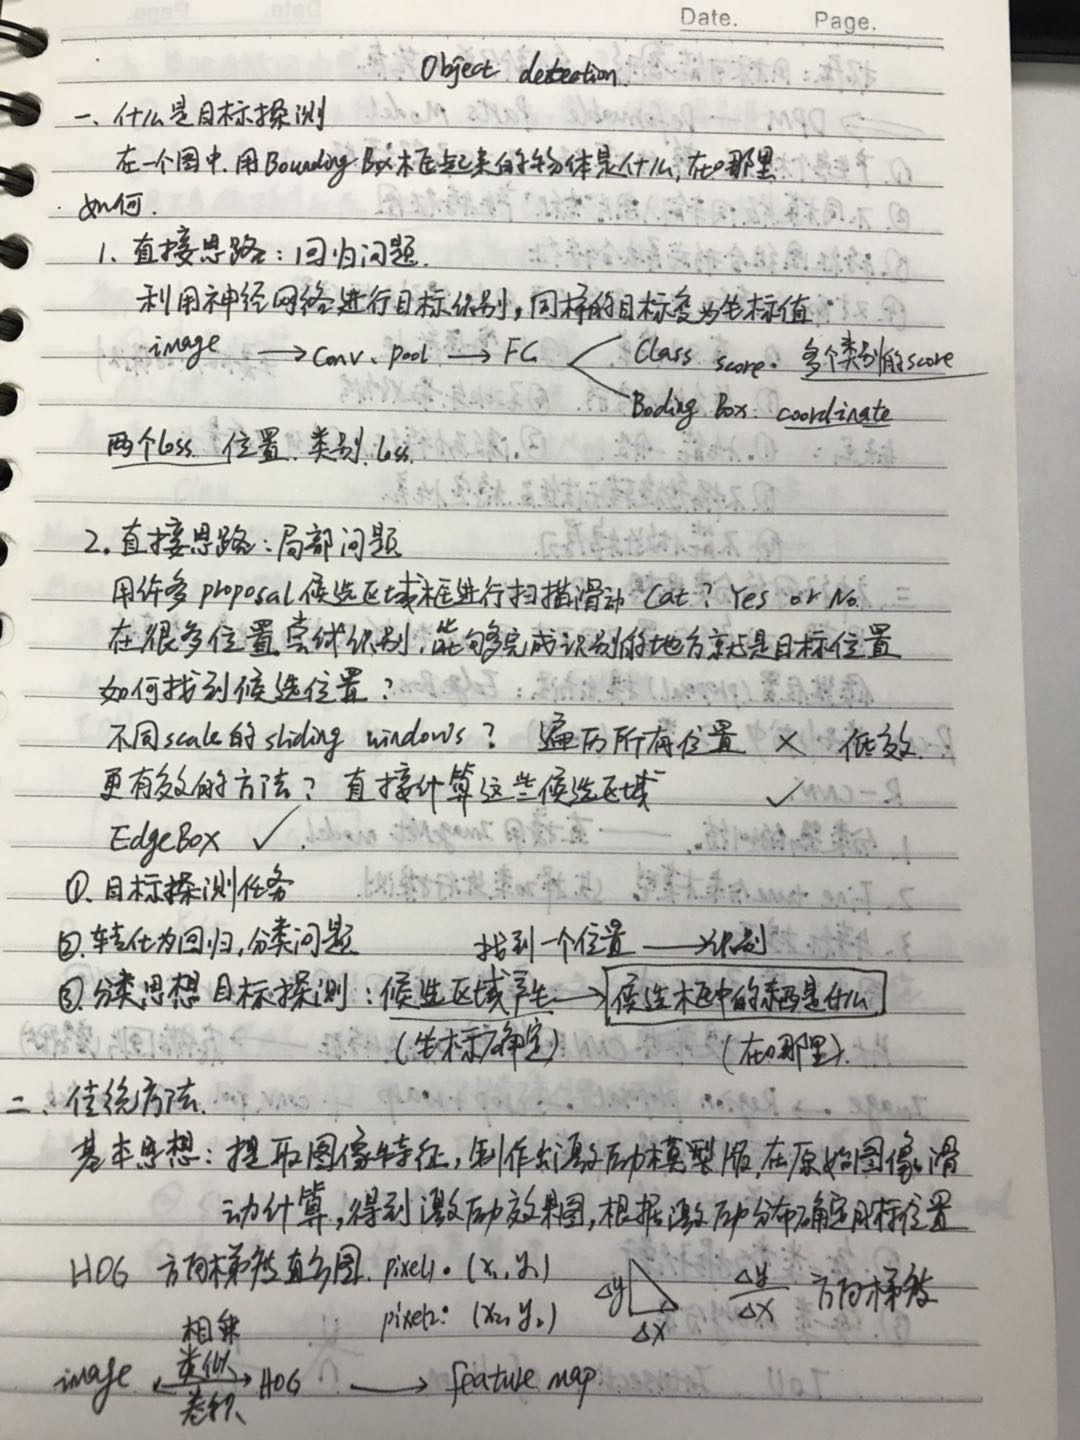 Date. Page.
Object detection
一、什么是目标探测
在一个图中，用Bounding Box框起来的物体是什么，在哪里
如何.
1、直接思路：回归问题.
利用神经网络进行目标识别，同样的目标变为坐标值.
image → Conv. pool → FC Class score. 多个类别的score
Boding Box. coordinate
两个loss 位置、类别、loss.
2. 直接思路：局部问题
用许多proposal候选区域框进行扫描滑动 Cat? Yes or No.
在很多位置尝试识别，能够完成识别的地方就是目标位置
如何找到候选位置？
不同scale的sliding windows？ 遍历所有位置 × 低效.
更有效的方法？直接计算这些候选区域 ✓
EdgeBox ✓.
①. 目标探测任务
②. 转化为回归，分类问题 找到一个位置 → 识别
③. 分类思想目标探测：候选区域产生 → 候选框中的东西是什么
(坐标确定) (在哪里).
二、传统方法.
基本思想：提取图像特征，制作出激励模型版，在原始图像滑
动计算，得到激励效果图，根据激励分布确定目标位置
HOG 方向梯度直方图. pixel1. (x₁, y₁) Δy Δy/Δx 方向梯度
pixel2: (x₂, y₂) Δx
相乘
image 类似 HOG → feature map
卷积